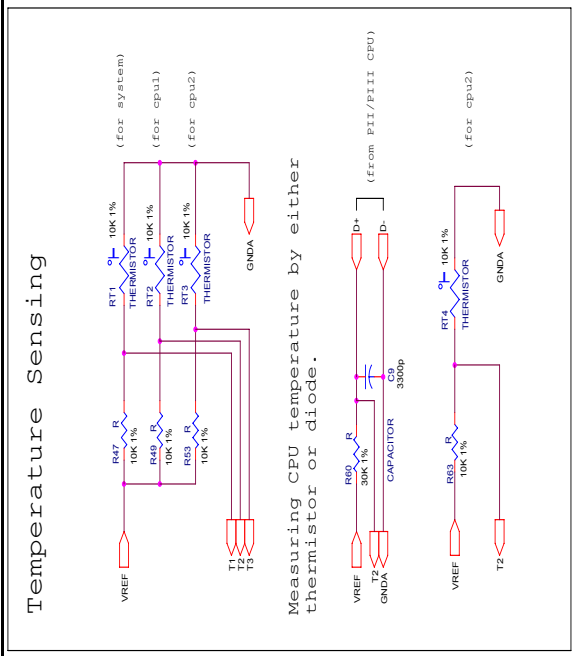 Temperature Sensing
(for system)
(for cpu1)
(for cpu2)
VREF
R47 R
10K 1%
RT1 10K 1%
THERMISTOR
R49 R
10K 1%
RT2 10K 1%
THERMISTOR
R53 R
10K 1%
RT3 10K 1%
THERMISTOR
T1
T2
T3
GNDA
Measuring CPU temperature by either
thermistor or diode.
VREF
R60 R
30K 1%
D+
(from PII/PIII CPU)
T2
GNDA
CAPACITOR
C9
3300p
D-
VREF
R63 R
10K 1%
RT4 10K 1%
THERMISTOR
(for cpu2)
T2
GNDA